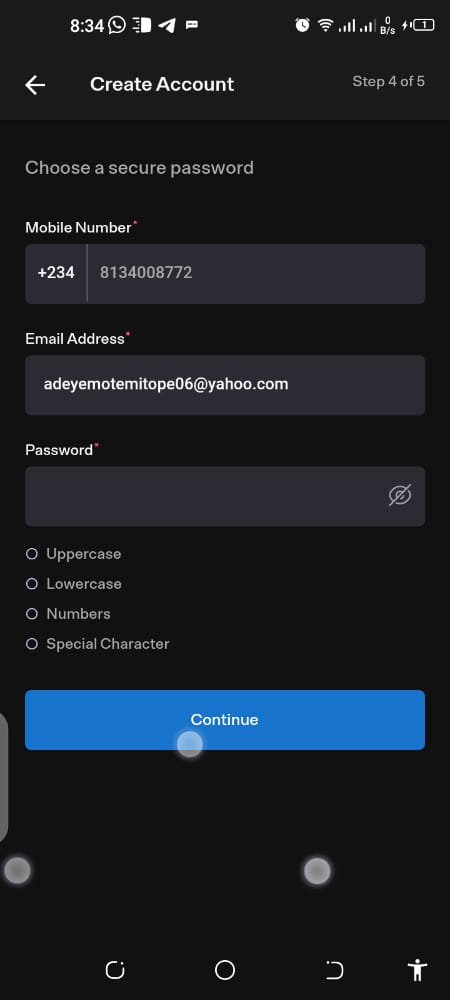 8:34
0
B/s
1
Create Account
Step 4 of 5
Choose a secure password
Mobile Number*
+234 8134008772
Email Address*
adeyemotemitope06@yahoo.com
Password*
Uppercase
Lowercase
Numbers
Special Character
Continue